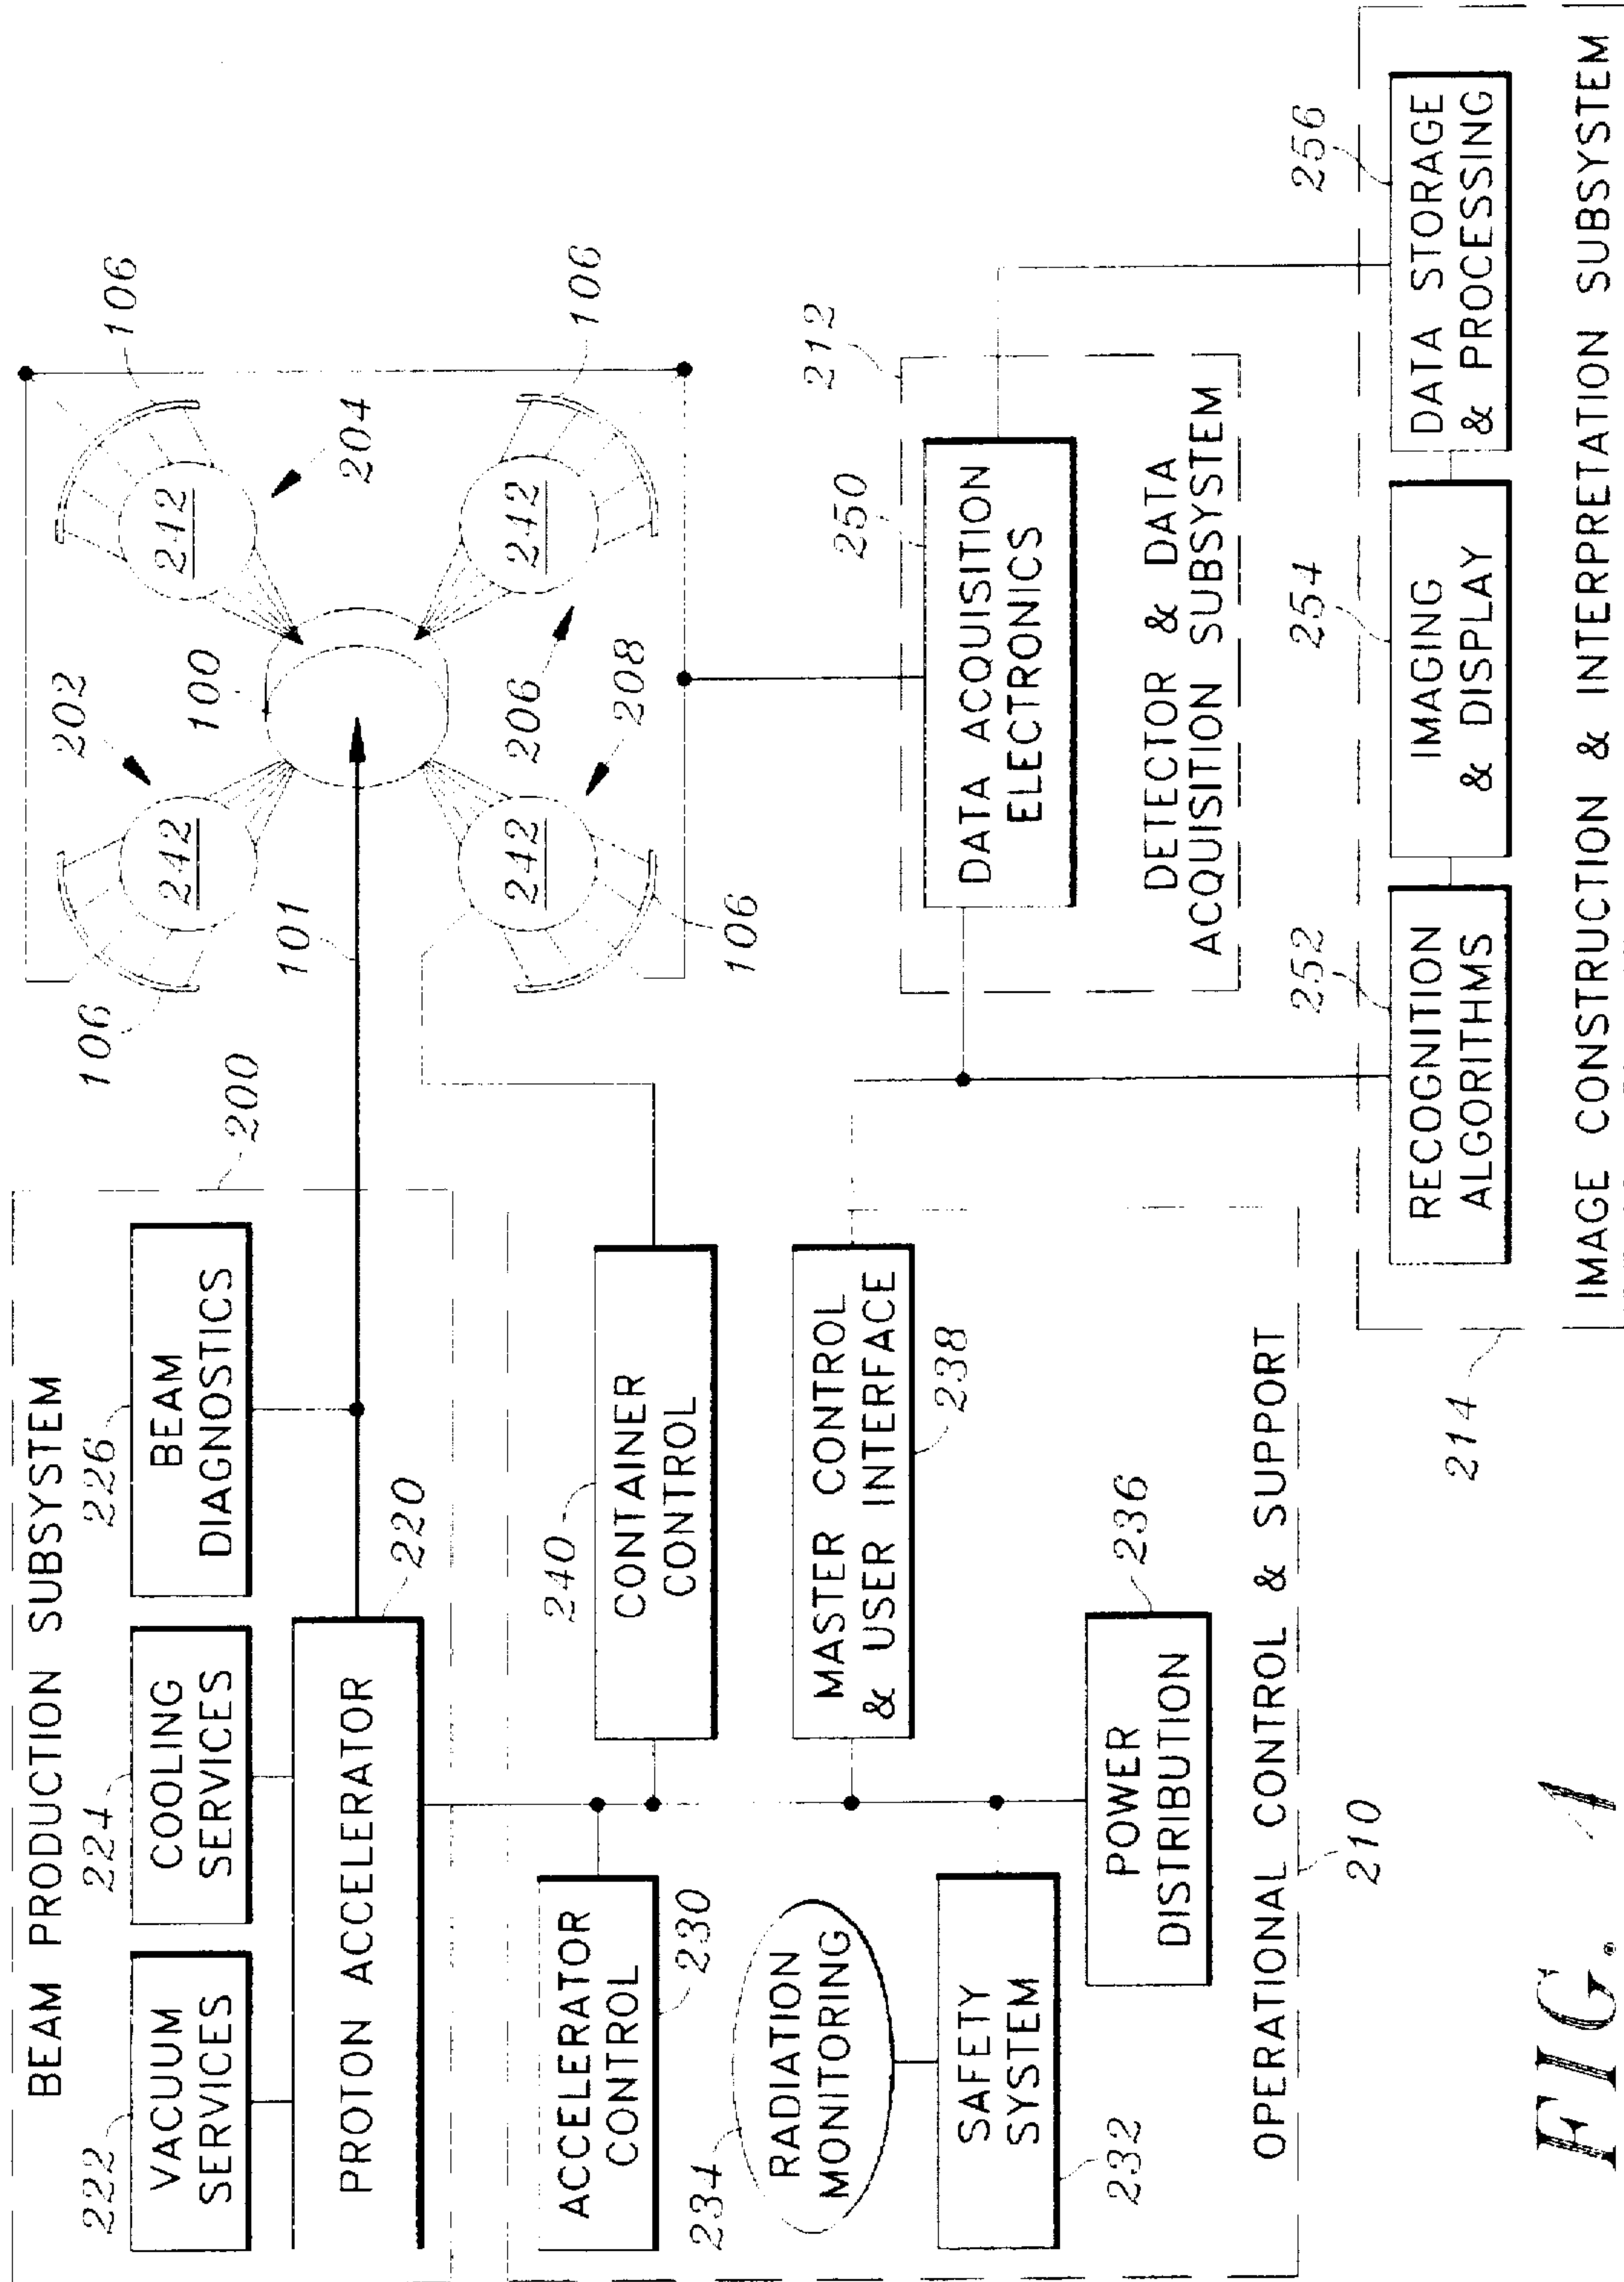 BEAM PRODUCTION SUBSYSTEM
222
224
226
VACUUM
SERVICES
COOLING
SERVICES
BEAM
DIAGNOSTICS
200
PROTON ACCELERATOR
220
101
106
106
202
242
242
100
204
206
242
242
208
106
106
240
ACCELERATOR
CONTROL
230
CONTAINER
CONTROL
234
RADIATION
MONITORING
MASTER CONTROL
& USER INTERFACE
238
SAFETY
SYSTEM
232
POWER
DISTRIBUTION
236
OPERATIONAL CONTROL & SUPPORT
210
212
250
DATA ACQUISITION
ELECTRONICS
DETECTOR & DATA
ACQUISITION SUBSYSTEM
252
254
256
RECOGNITION
ALGORITHMS
IMAGING
& DISPLAY
DATA STORAGE
& PROCESSING
214
IMAGE CONSTRUCTION & INTERPRETATION SUBSYSTEM
FIG. 4